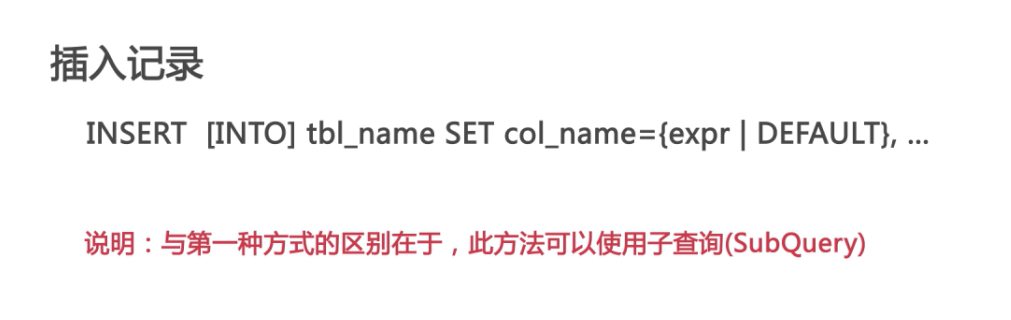 插入记录
INSERT [INTO] tbl_name SET col_name={expr | DEFAULT}, ...
说明：与第一种方式的区别在于，此方法可以使用子查询(SubQuery)